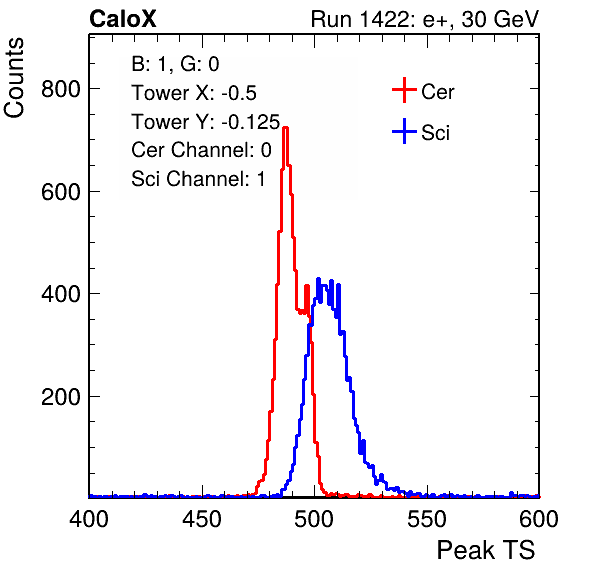 CaloX Run 1422: e+, 30 GeV
Counts
B: 1, G: 0
Tower X: -0.5
Tower Y: -0.125
Cer Channel: 0
Sci Channel: 1
Cer
Sci
800
600
400
200
400 450 500 550 600
Peak TS